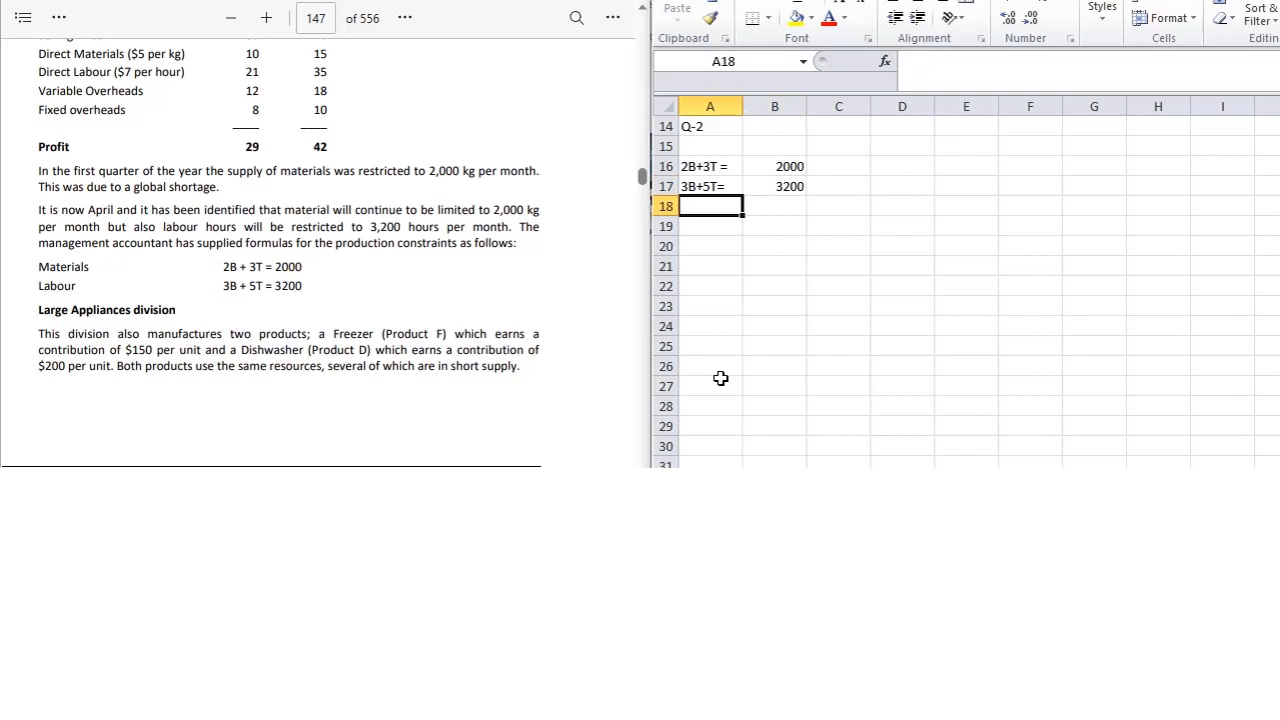 147 of 556
Direct Materials ($5 per kg) 10 15
Direct Labour ($7 per hour) 21 35
Variable Overheads 12 18
Fixed overheads 8 10
Profit 29 42
In the first quarter of the year the supply of materials was restricted to 2,000 kg per month.
This was due to a global shortage.
It is now April and it has been identified that material will continue to be limited to 2,000 kg
per month but also labour hours will be restricted to 3,200 hours per month. The
management accountant has supplied formulas for the production constraints as follows:
Materials 2B + 3T = 2000
Labour 3B + 5T = 3200
Large Appliances division
This division also manufactures two products; a Freezer (Product F) which earns a
contribution of $150 per unit and a Dishwasher (Product D) which earns a contribution of
$200 per unit. Both products use the same resources, several of which are in short supply.
Paste Styles Format Sort &
Filter
Clipboard Font Alignment Number Cells Editin
A18 fx
A B C D E F G H I
14 Q-2
15
16 2B+3T = 2000
17 3B+5T= 3200
18
19
20
21
22
23
24
25
26
27
28
29
30
31